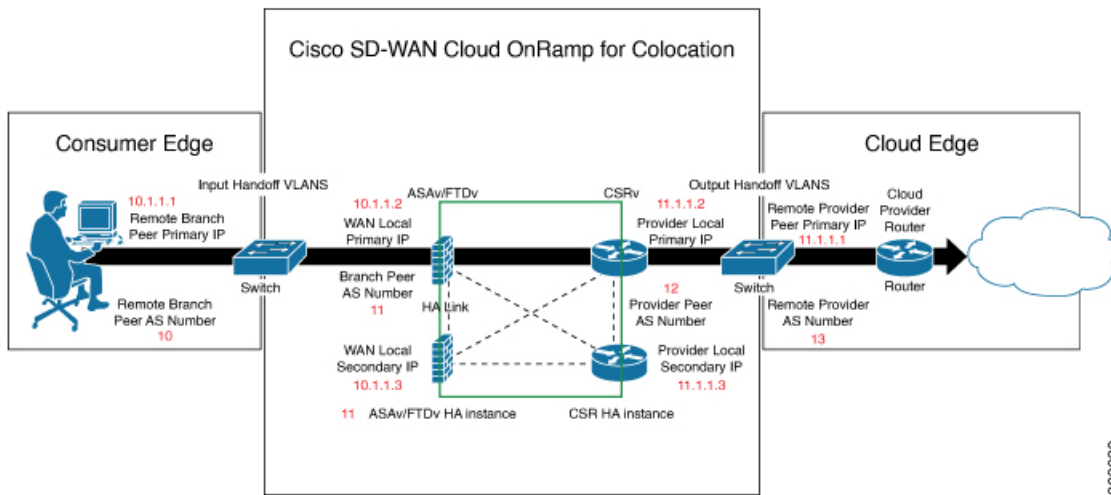 Cisco SD-WAN Cloud OnRamp for Colocation
Consumer Edge
Cloud Edge
Input Handoff VLANS
ASAv/FTDv
CSRv
Output Handoff VLANS
10.1.1.1
Remote Branch
Peer Primary IP
10.1.1.2
WAN Local
Primary IP
11.1.1.2
Provider Local
Primary IP
Remote Provider
Peer Primary IP
11.1.1.1
Cloud
Provider
Router
Switch
Branch Peer
AS Number
11
HA Link
12
Provider Peer
AS Number
Switch
Router
Remote Branch
Peer AS Number
10
Remote Provider
AS Number
13
WAN Local
Secondary IP
10.1.1.3
Provider Local
Secondary IP
11.1.1.3
11
ASAv/FTDv HA instance
CSR HA instance